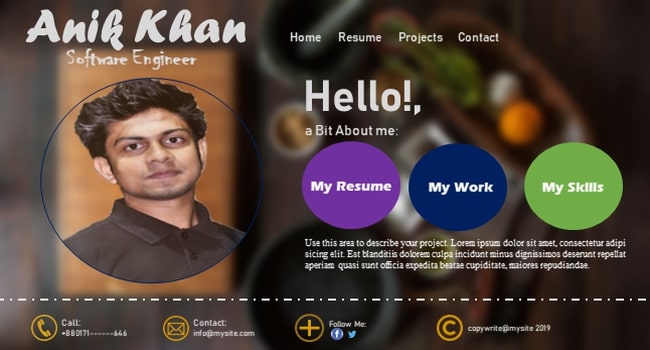 Anik Khan
Software Engineer
Home Resume Projects Contact
Hello!,
a Bit About me:
My Resume
My Work
My Skills
Use this area to describe your project. Lorem ipsum dolor sit amet, consectetur adipi
sicing elit. Est blanditiis dolorem culpa incidunt minus dignissimos deserunt repellat
aperiam quasi sunt officia expedita beatae cupiditate, maiores repudiandae.
Call:
+880171------646
Contact:
info@mysite.com
Follow Me:
copywrite@mysite 2019